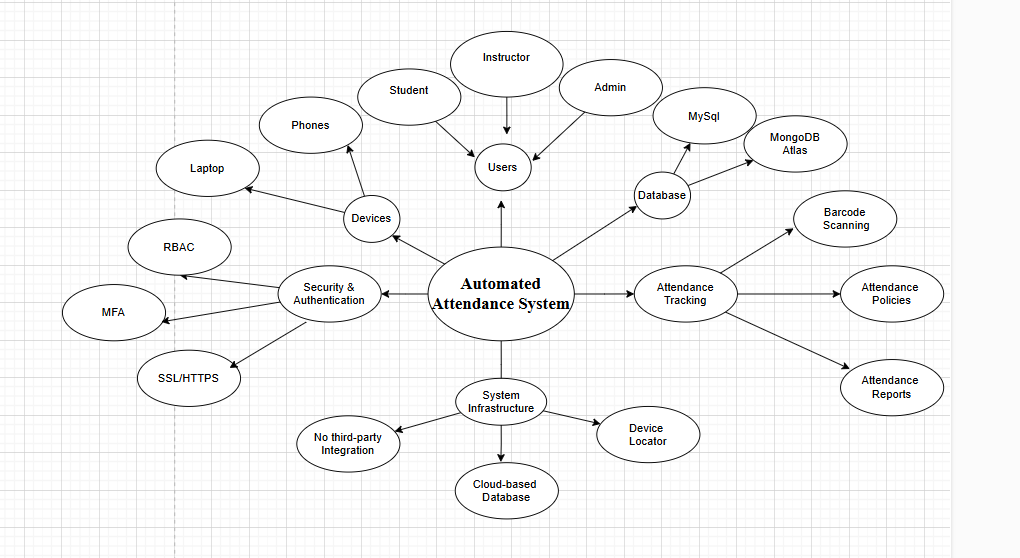 Instructor
Student
Admin
Phones
MySql
MongoDB
Atlas
Laptop
Users
Database
Devices
Barcode
Scanning
RBAC
Security &
Authentication
Automated
Attendance System
Attendance
Tracking
Attendance
Policies
MFA
SSL/HTTPS
Attendance
Reports
System
Infrastructure
No third-party
Integration
Device
Locator
Cloud-based
Database